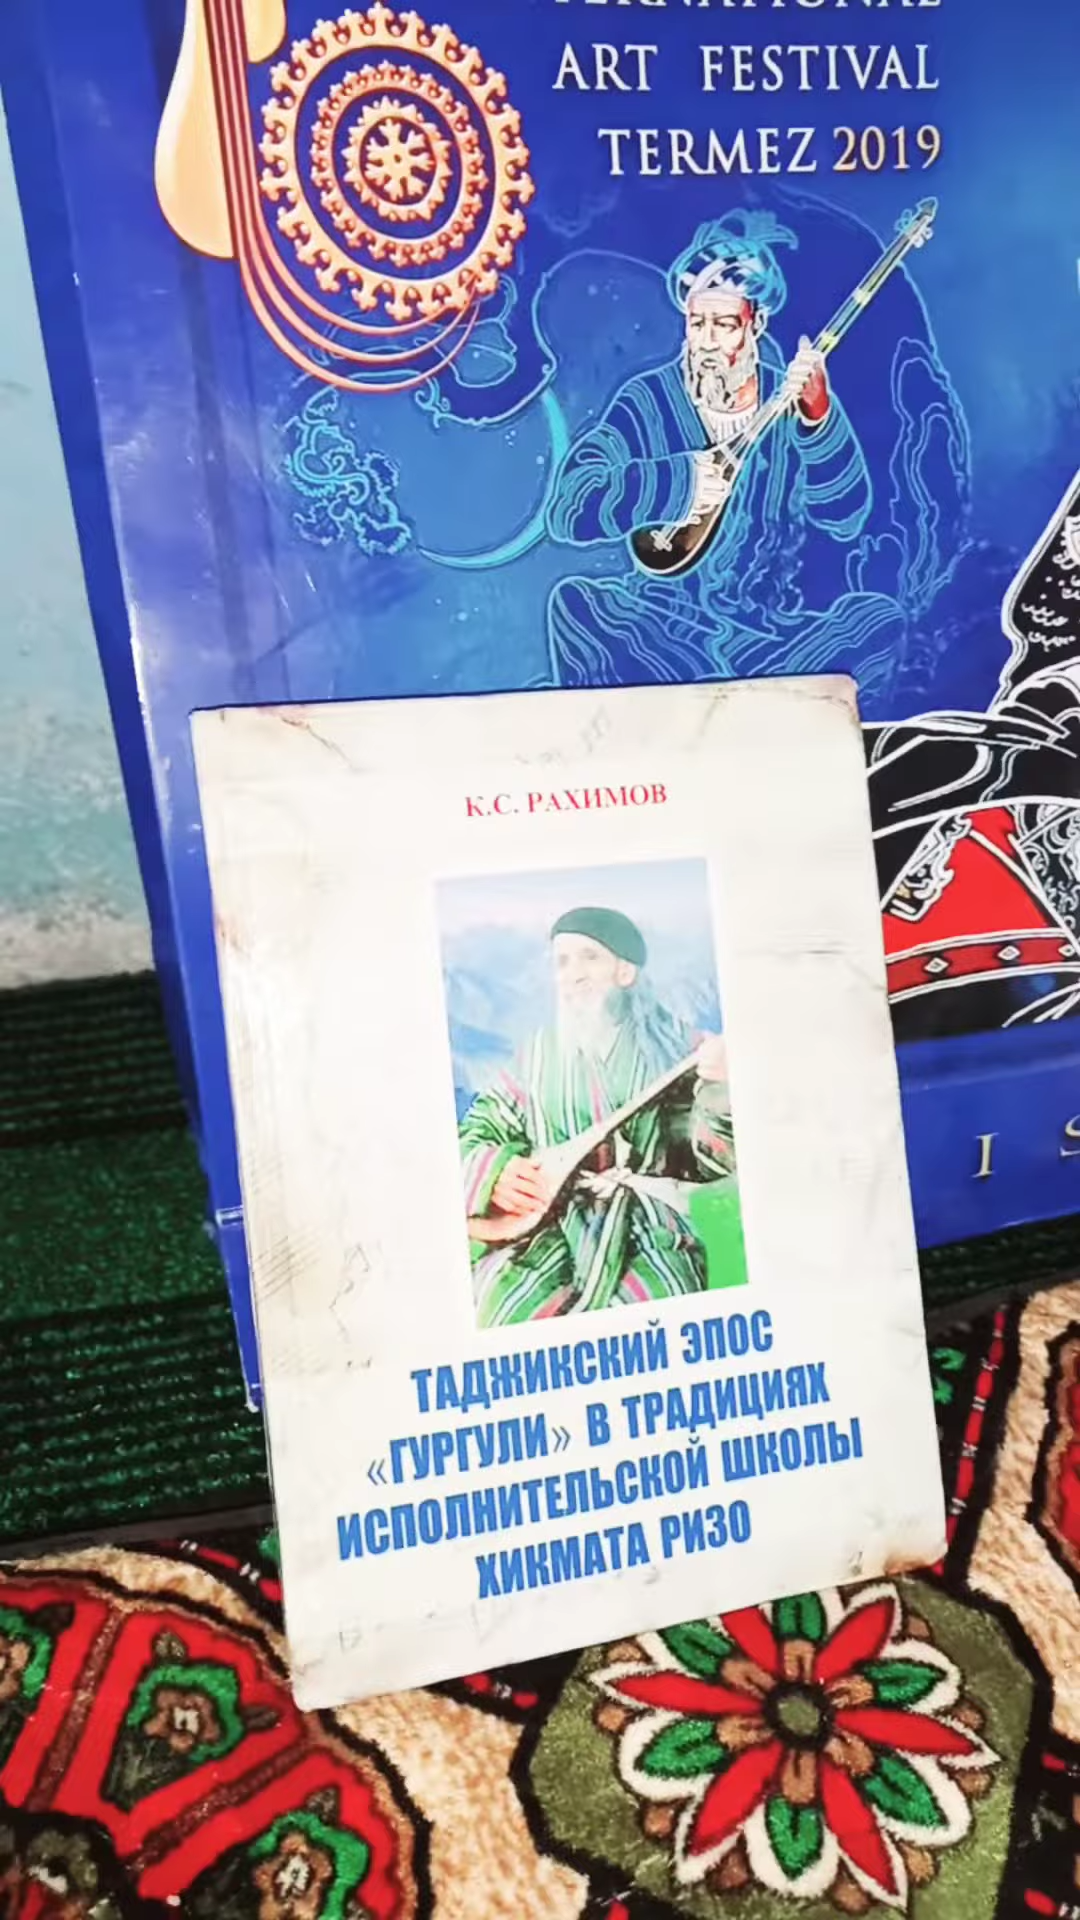 ART FESTIVAL
TERMEZ 2019
К.С. РАХИМОВ
ТАДЖИКСКИЙ ЭПОС
«ГУРГУЛИ» В ТРАДИЦИЯХ
ИСПОЛНИТЕЛЬСКОЙ ШКОЛЫ
ХИКМАТА РИЗО
I S